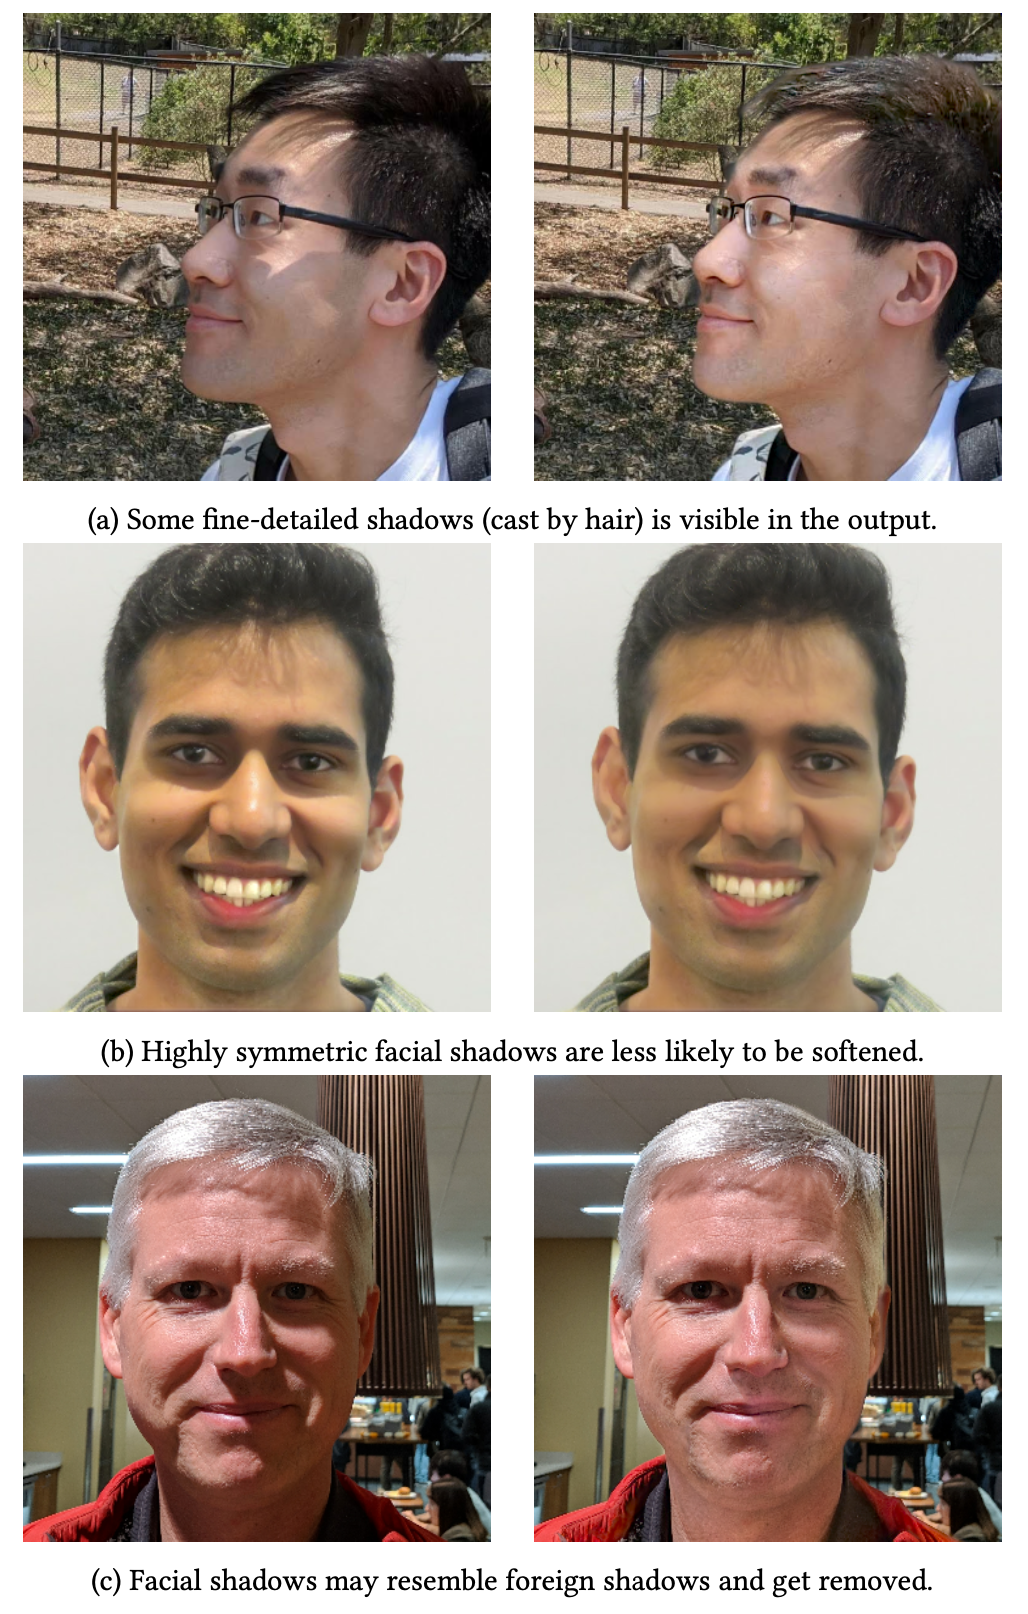 (a) Some fine-detailed shadows (cast by hair) is visible in the output.
(b) Highly symmetric facial shadows are less likely to be softened.
(c) Facial shadows may resemble foreign shadows and get removed.